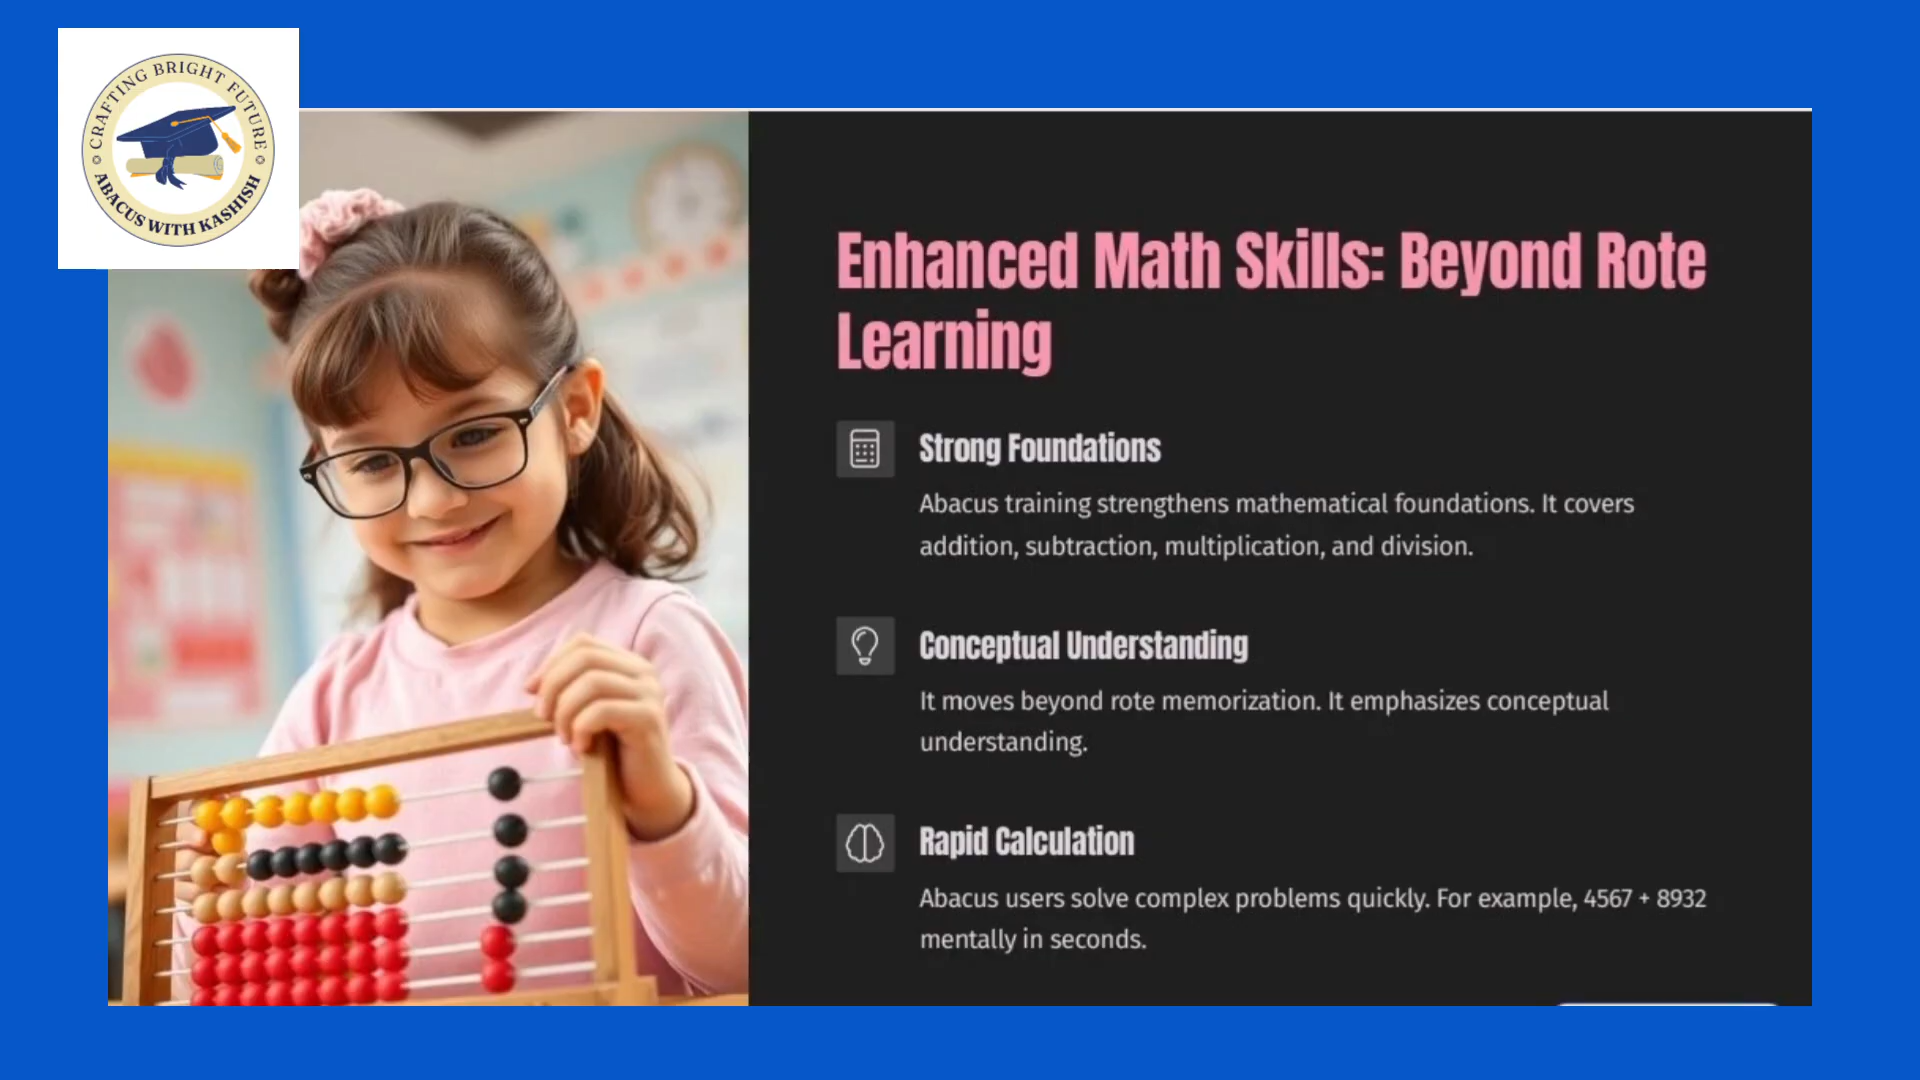 CRAFTING BRIGHT FUTURE
ABACUS WITH KASHISH
Enhanced Math Skills: Beyond Rote
Learning
Strong Foundations
Abacus training strengthens mathematical foundations. It covers
addition, subtraction, multiplication, and division.
Conceptual Understanding
It moves beyond rote memorization. It emphasizes conceptual
understanding.
Rapid Calculation
Abacus users solve complex problems quickly. For example, 4567 + 8932
mentally in seconds.